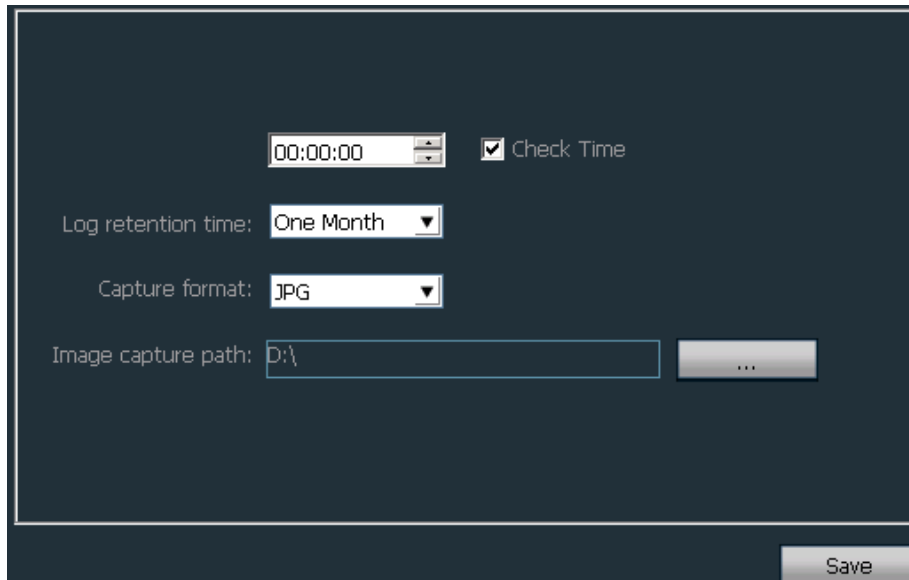 00:00:00 Check Time
Log retention time: One Month
Capture format: JPG
Image capture path: D:\ ...
Save